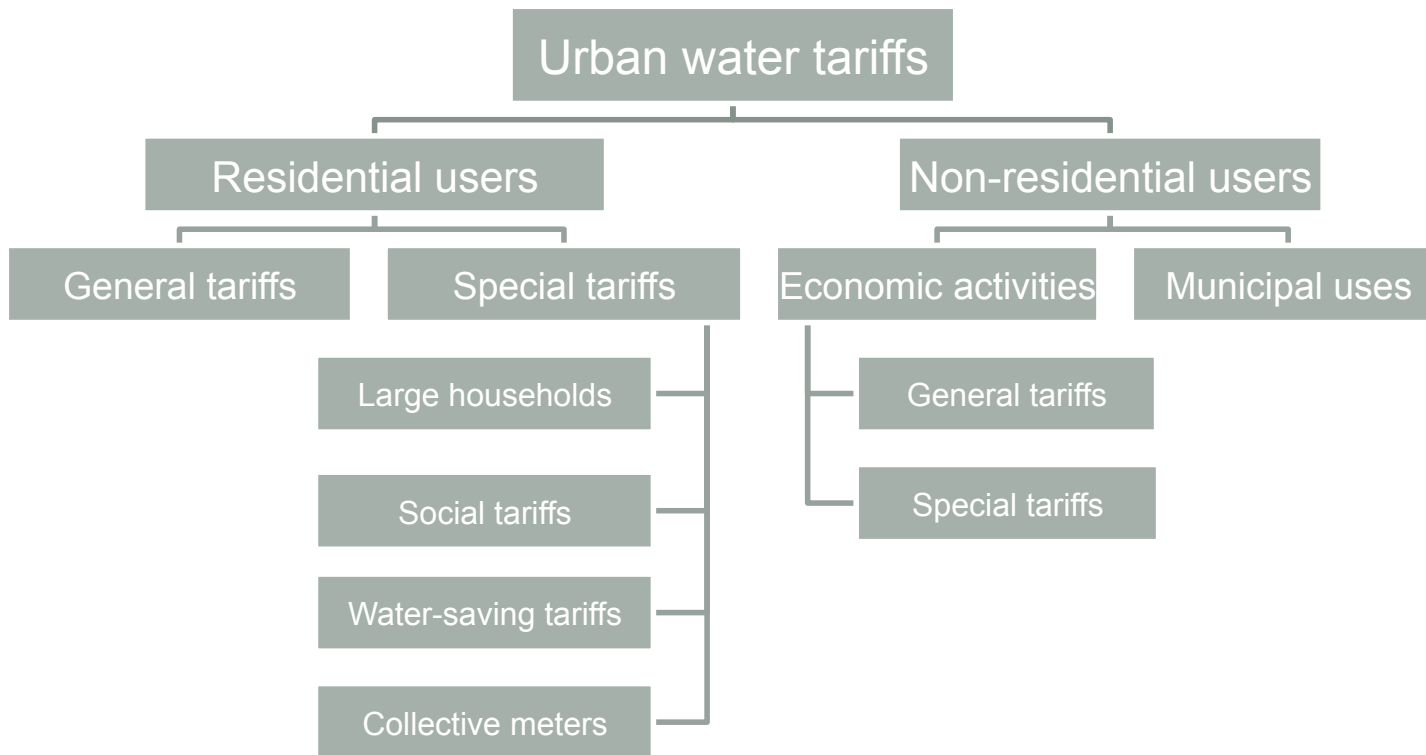 Urban water tariffs
Residential users
Non-residential users
General tariffs
Special tariffs
Economic activities
Municipal uses
Large households
General tariffs
Social tariffs
Special tariffs
Water-saving tariffs
Collective meters